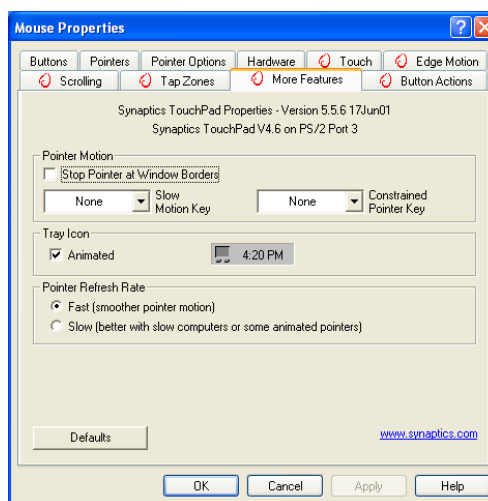 Mouse Properties
Buttons Pointers Pointer Options Hardware Touch Edge Motion
Scrolling Tap Zones More Features Button Actions
Synaptics TouchPad Properties - Version 5.5.6 17Jun01
Synaptics TouchPad V4.6 on PS/2 Port 3
Pointer Motion
Stop Pointer at Window Borders
None Slow Motion Key None Constrained Pointer Key
Tray Icon
Animated 4:20 PM
Pointer Refresh Rate
Fast (smoother pointer motion)
Slow (better with slow computers or some animated pointers)
Defaults www.synaptics.com
OK Cancel Apply Help